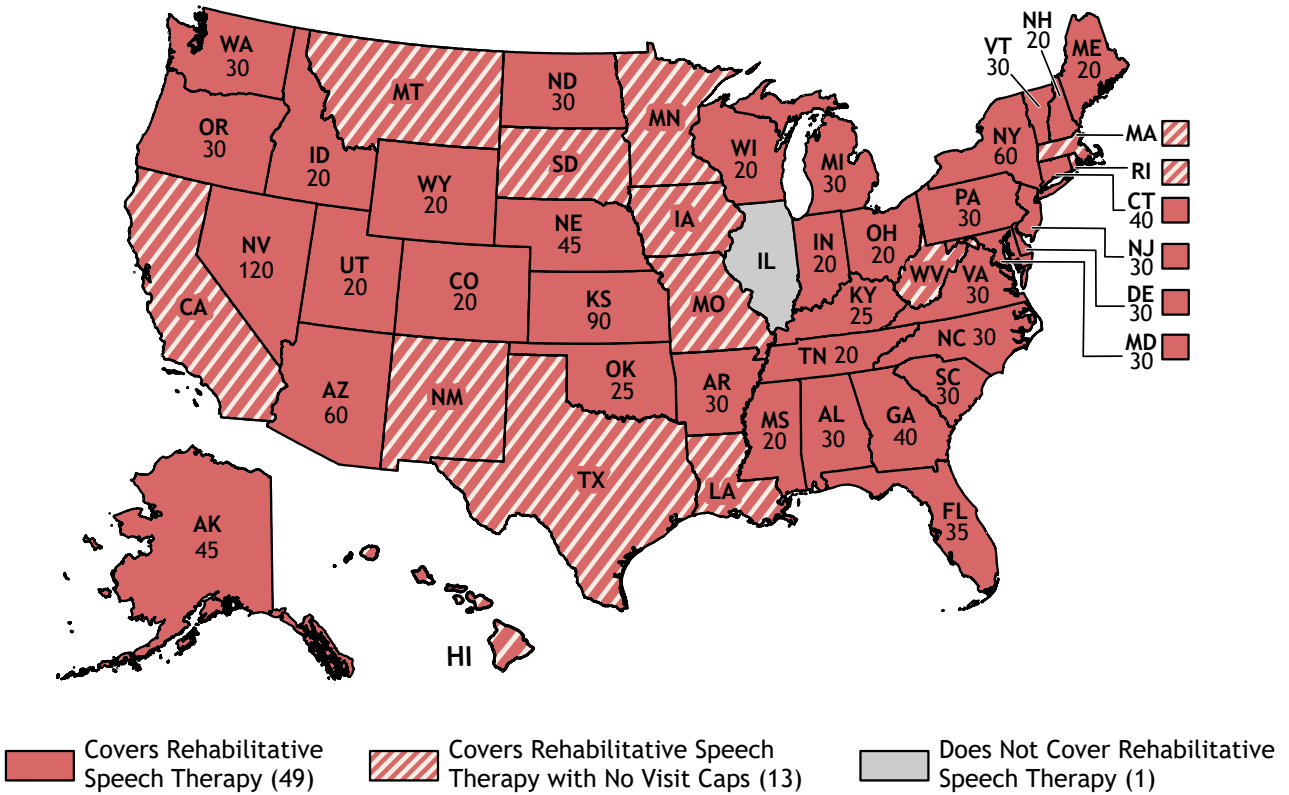 NH
20
VT
30
ME
20
WA
30
MT
ND
30
MN
OR
30
ID
20
SD
WI
20
MI
30
NY
60
MA
RI
CT
40
WY
20
NE
45
IA
PA
30
NJ
30
NV
120
UT
20
CO
20
IL
IN
20
OH
20
WV
VA
30
DE
30
CA
KS
90
MO
KY
25
MD
30
AZ
60
NM
OK
25
AR
30
TN 20
NC 30
SC
30
MS
20
AL
30
GA
40
TX
LA
FL
35
AK
45
HI
Covers Rehabilitative
Speech Therapy (49)
Covers Rehabilitative Speech
Therapy with No Visit Caps (13)
Does Not Cover Rehabilitative
Speech Therapy (1)